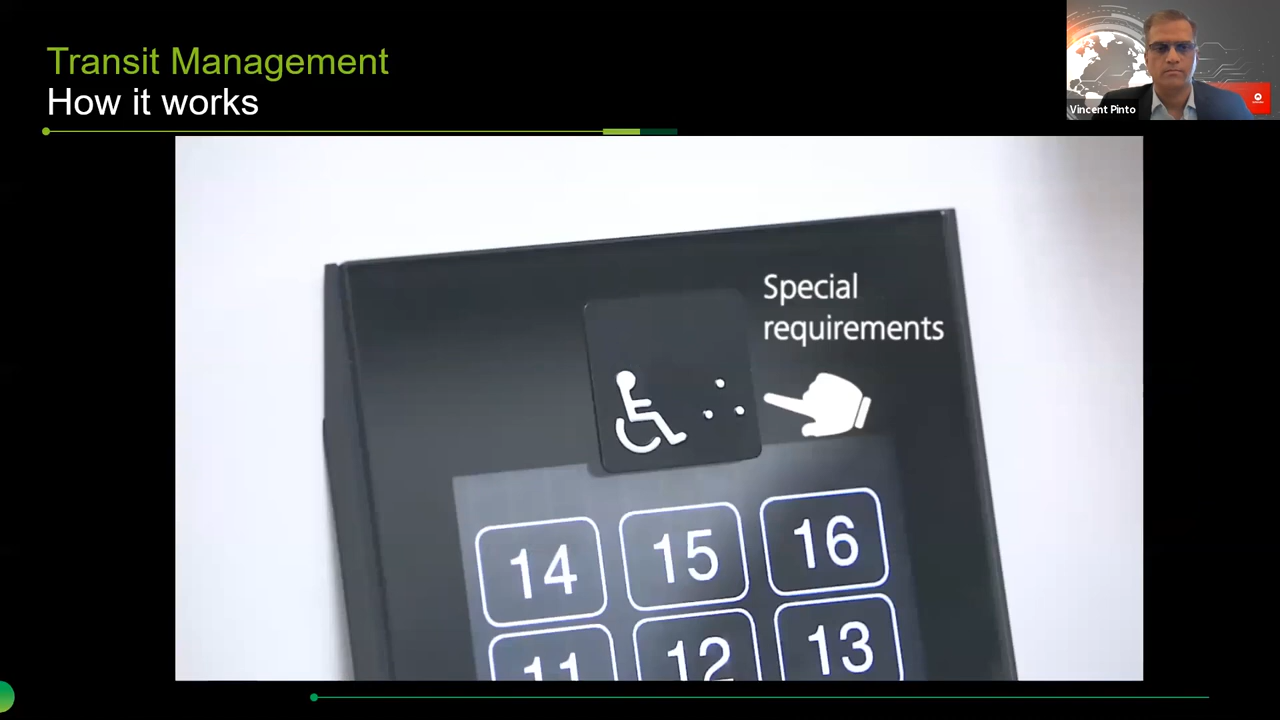 Transit Management
How it works
Vincent Pinto
Special
requirements
14 15 16
11 12 13